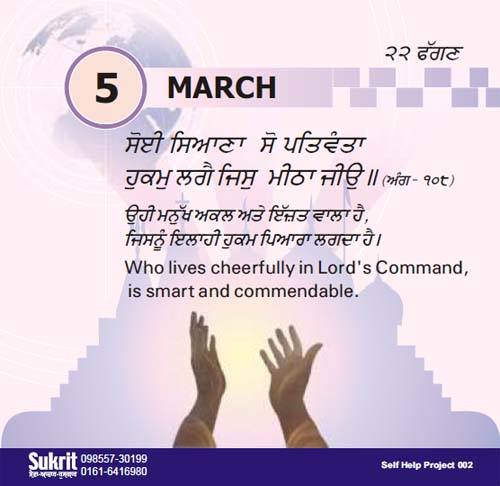 ੨੨ ਫੱਗਣ
5 MARCH
ਸੋਈ ਸਿਆਣਾ ਸੋ ਪਤਿਵੰਤਾ
ਹੁਕਮੁ ਲਗੈ ਜਿਸੁ ਮੀਠਾ ਜੀਉ॥ (ਅੰਗ - ੧੦੮)
ਉਹੀ ਮਨੁੱਖ ਅਕਲ ਅਤੇ ਇੱਜ਼ਤ ਵਾਲਾ ਹੈ,
ਜਿਸਨੂੰ ਇਲਾਹੀ ਹੁਕਮ ਪਿਆਰਾ ਲਗਦਾ ਹੈ।
Who lives cheerfully in Lord's Command,
is smart and commendable.
Sukrit 098557-30199
0161-6416980
Self Help Project 002